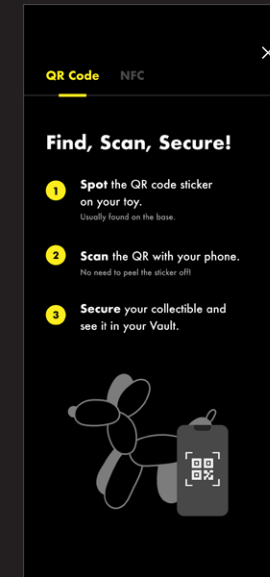 QR Code NFC
Find, Scan, Secure!
1 Spot the QR code sticker
on your toy.
Usually found on the base.
2 Scan the QR with your phone.
No need to peel the sticker off!
3 Secure your collectible and
see it in your Vault.